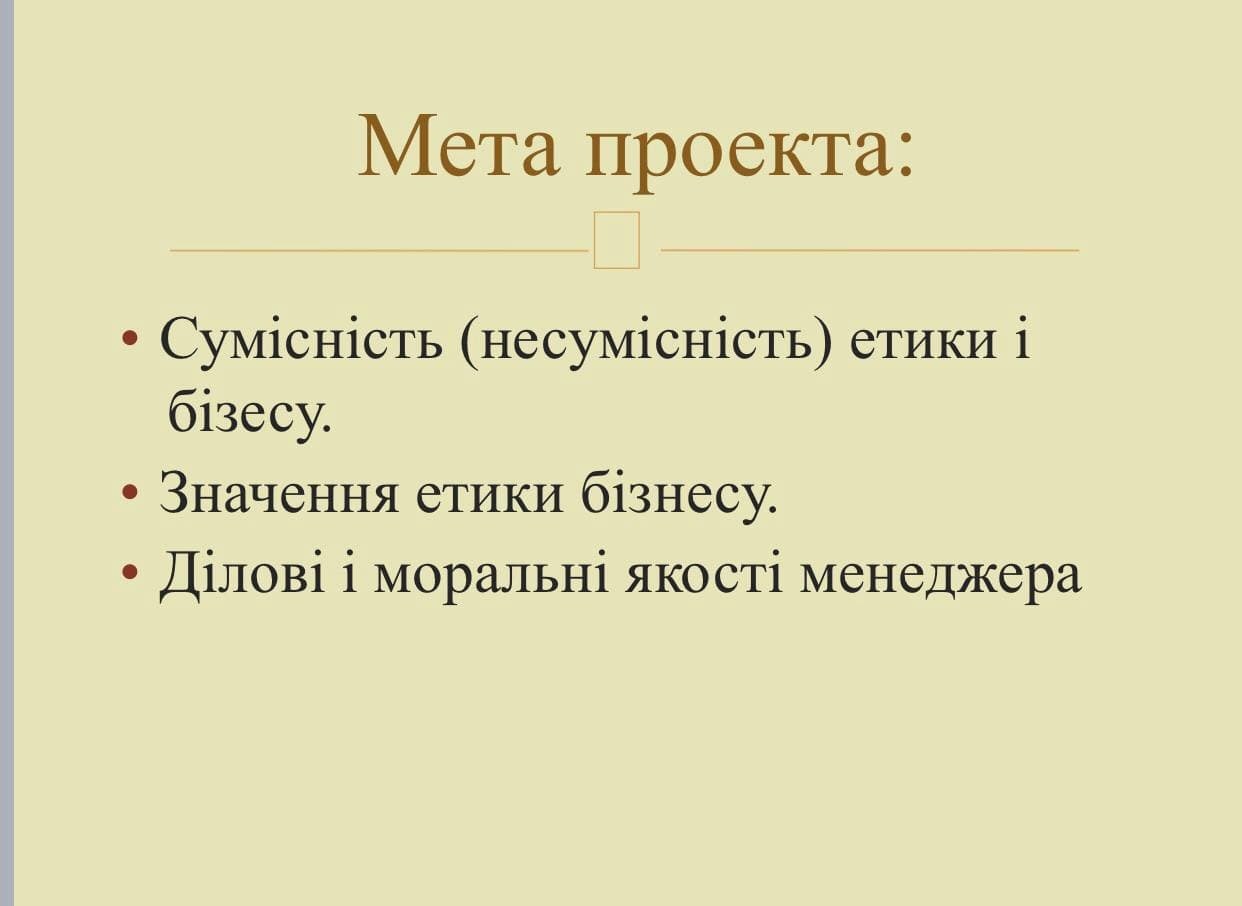 Мета проекта:
• Сумісність (несумісність) етики і
бізесу.
• Значення етики бізнесу.
• Ділові і моральні якості менеджера